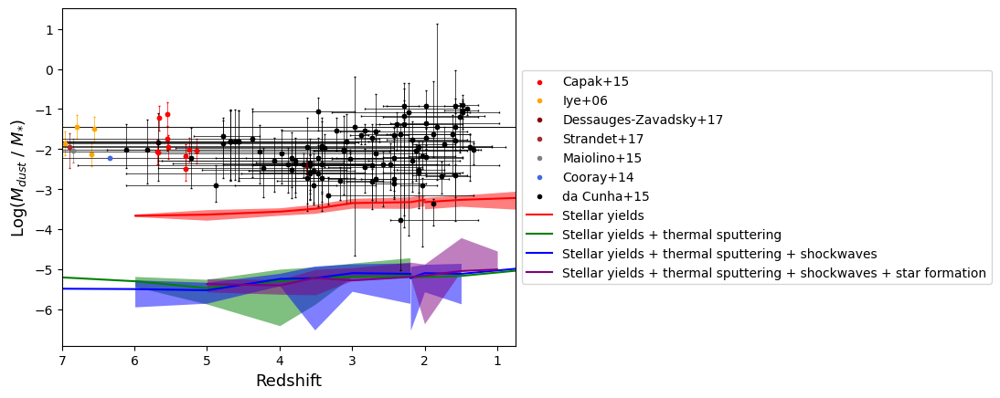 1
0
−1
−2
−3
−4
−5
−6
Log(M_dust / M_*)
7
6
5
4
3
2
1
Redshift
Capak+15
Iye+06
Dessauges-Zavadsky+17
Strandet+17
Maiolino+15
Cooray+14
da Cunha+15
Stellar yields
Stellar yields + thermal sputtering
Stellar yields + thermal sputtering + shockwaves
Stellar yields + thermal sputtering + shockwaves + star formation